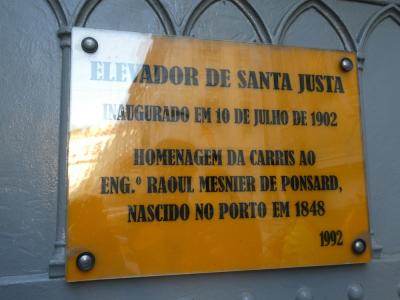 ELEVADOR DE SANTA JUSTA
INAUGURADO EM 10 DE JULHO DE 1902
HOMENAGEM DA CARRIS AO
ENG.º RAOUL MESNIER DE PONSARD,
NASCIDO NO PORTO EM 1848
1992